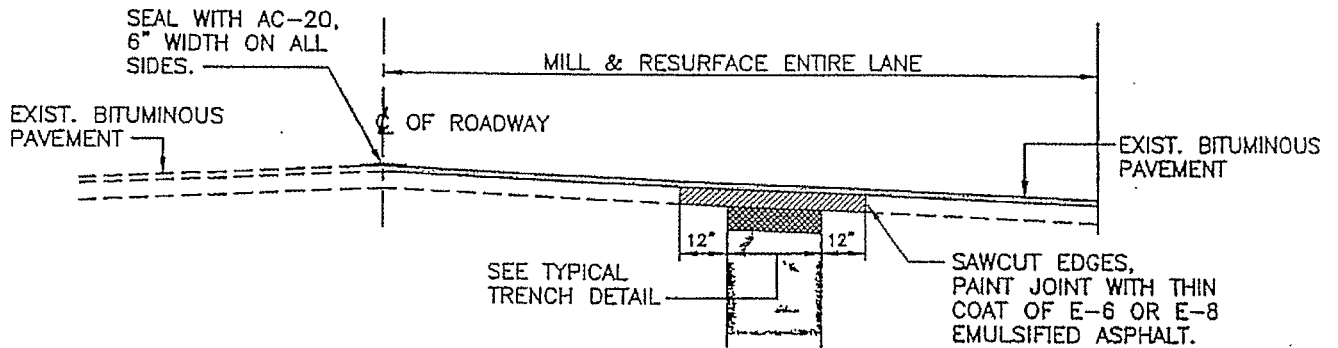 SEAL WITH AC-20,
6" WIDTH ON ALL
SIDES.
MILL & RESURFACE ENTIRE LANE
EXIST. BITUMINOUS
PAVEMENT
℄ OF ROADWAY
EXIST. BITUMINOUS
PAVEMENT
12"
12"
SEE TYPICAL
TRENCH DETAIL
SAWCUT EDGES,
PAINT JOINT WITH THIN
COAT OF E-6 OR E-8
EMULSIFIED ASPHALT.